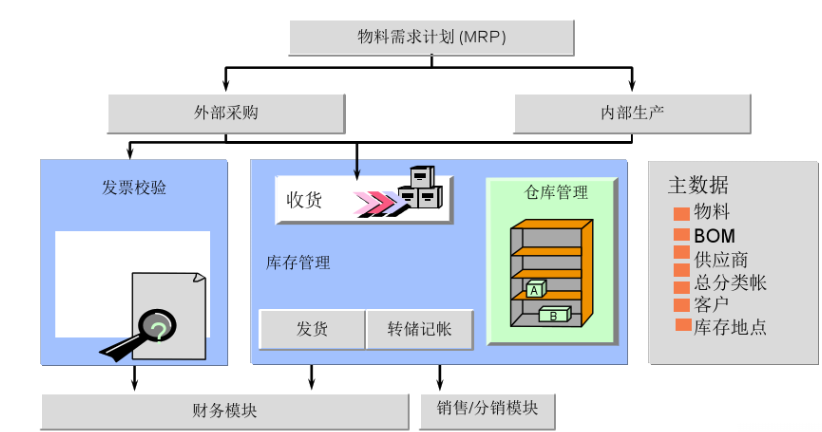 物料需求计划 (MRP)
外部采购
内部生产
发票校验
收货
仓库管理
库存管理
A
B
发货
转储记帐
?
主数据
物料
BOM
供应商
总分类帐
客户
库存地点
财务模块
销售/分销模块